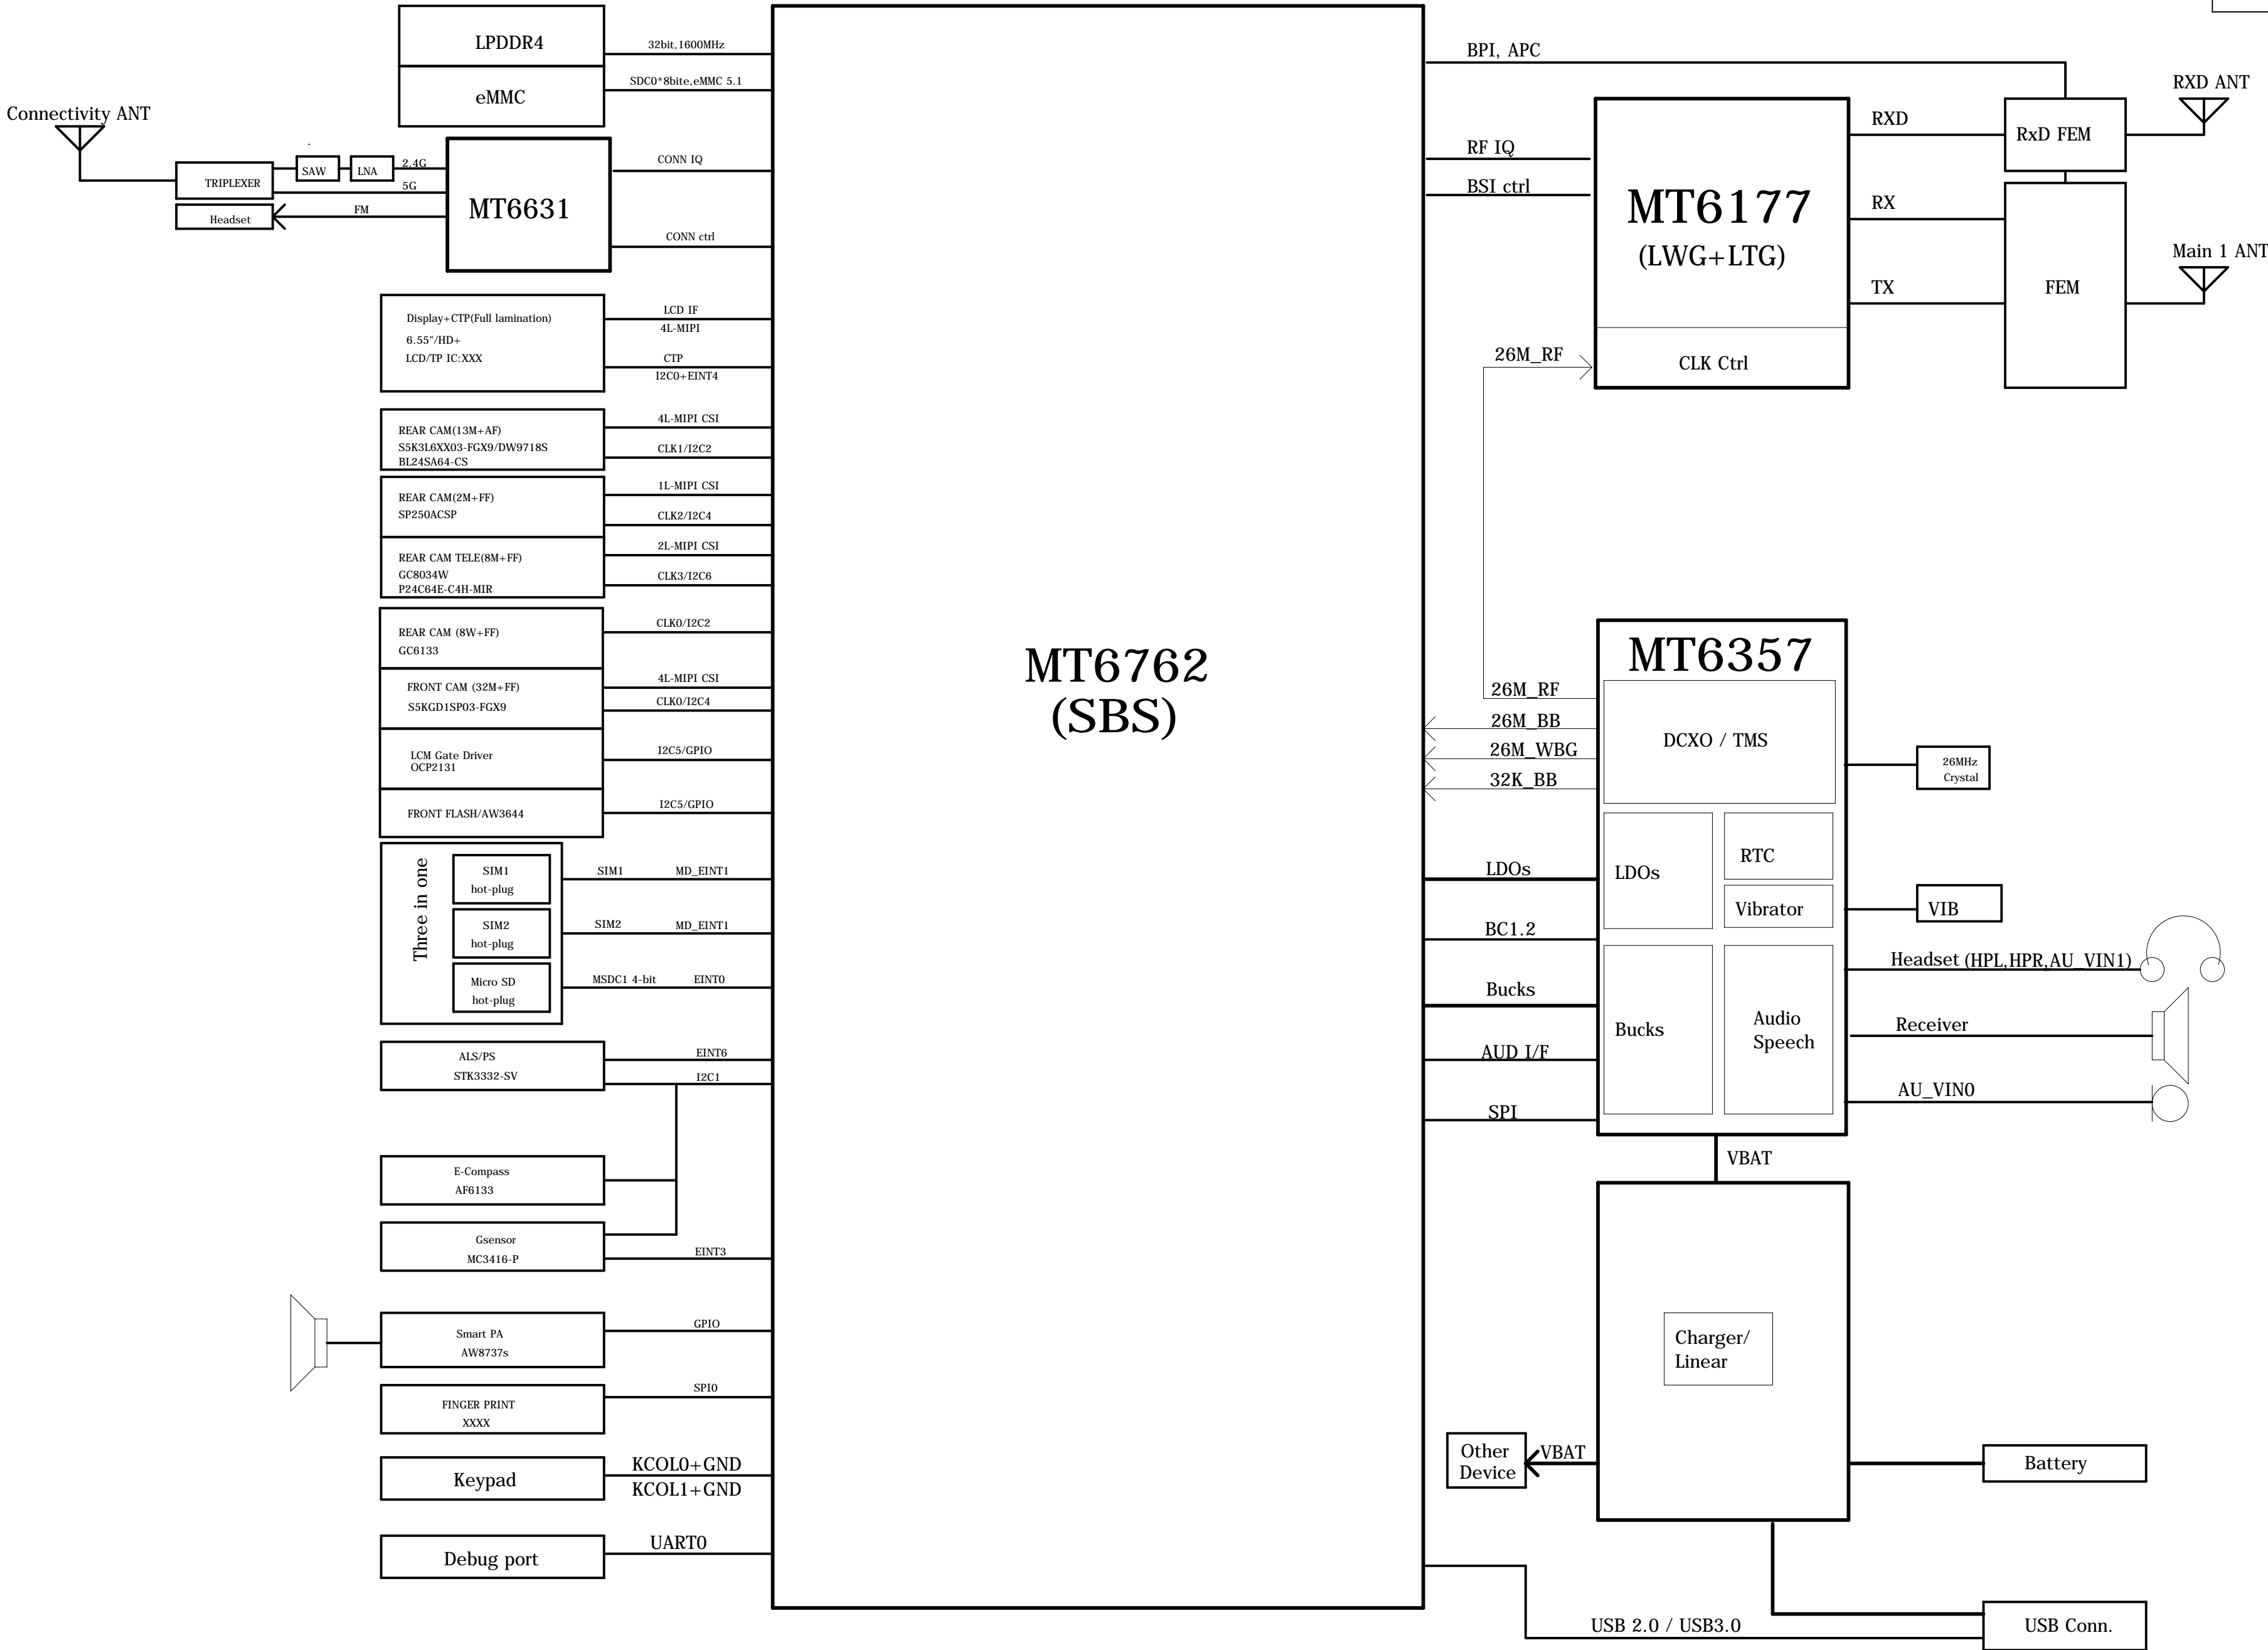 LPDDR4
32bit,1600MHz
eMMC
SDC0*8bite,eMMC 5.1
Connectivity ANT
TRIPLEXER
SAW
LNA
2.4G
5G
Headset
FM
MT6631
CONN IQ
CONN ctrl
Display+CTP(Full lamination)
6.55"/HD+
LCD/TP IC:XXX
LCD IF
4L-MIPI
CTP
I2C0+EINT4
REAR CAM(13M+AF)
S5K3L6XX03-FGX9/DW9718S
BL24SA64-CS
4L-MIPI CSI
CLK1/I2C2
REAR CAM(2M+FF)
SP250ACSP
1L-MIPI CSI
CLK2/I2C4
REAR CAM TELE(8M+FF)
GC8034W
P24C64E-C4H-MIR
2L-MIPI CSI
CLK3/I2C6
REAR CAM (8W+FF)
GC6133
CLK0/I2C2
FRONT CAM (32M+FF)
S5KGD1SP03-FGX9
4L-MIPI CSI
CLK0/I2C4
LCM Gate Driver
OCP2131
I2C5/GPIO
FRONT FLASH/AW3644
I2C5/GPIO
Three in one
SIM1
hot-plug
SIM1 MD_EINT1
SIM2
hot-plug
SIM2 MD_EINT1
Micro SD
hot-plug
MSDC1 4-bit EINT0
ALS/PS
STK3332-SV
EINT6
I2C1
E-Compass
AF6133
Gsensor
MC3416-P
EINT3
Smart PA
AW8737s
GPIO
FINGER PRINT
XXXX
SPI0
Keypad
KCOL0+GND
KCOL1+GND
Debug port
UART0
MT6762
(SBS)
BPI, APC
RF IQ
BSI ctrl
MT6177
(LWG+LTG)
CLK Ctrl
26M_RF
RXD
RX
TX
RxD FEM
FEM
RXD ANT
Main 1 ANT
MT6357
26M_RF
26M_BB
26M_WBG
32K_BB
DCXO / TMS
26MHz
Crystal
LDOs
LDOs
RTC
Vibrator
VIB
BC1.2
Bucks
Bucks
Audio
Speech
AUD I/F
SPI
Headset (HPL,HPR,AU_VIN1)
Receiver
AU_VIN0
VBAT
Charger/
Linear
Other
Device
VBAT
Battery
USB 2.0 / USB3.0
USB Conn.